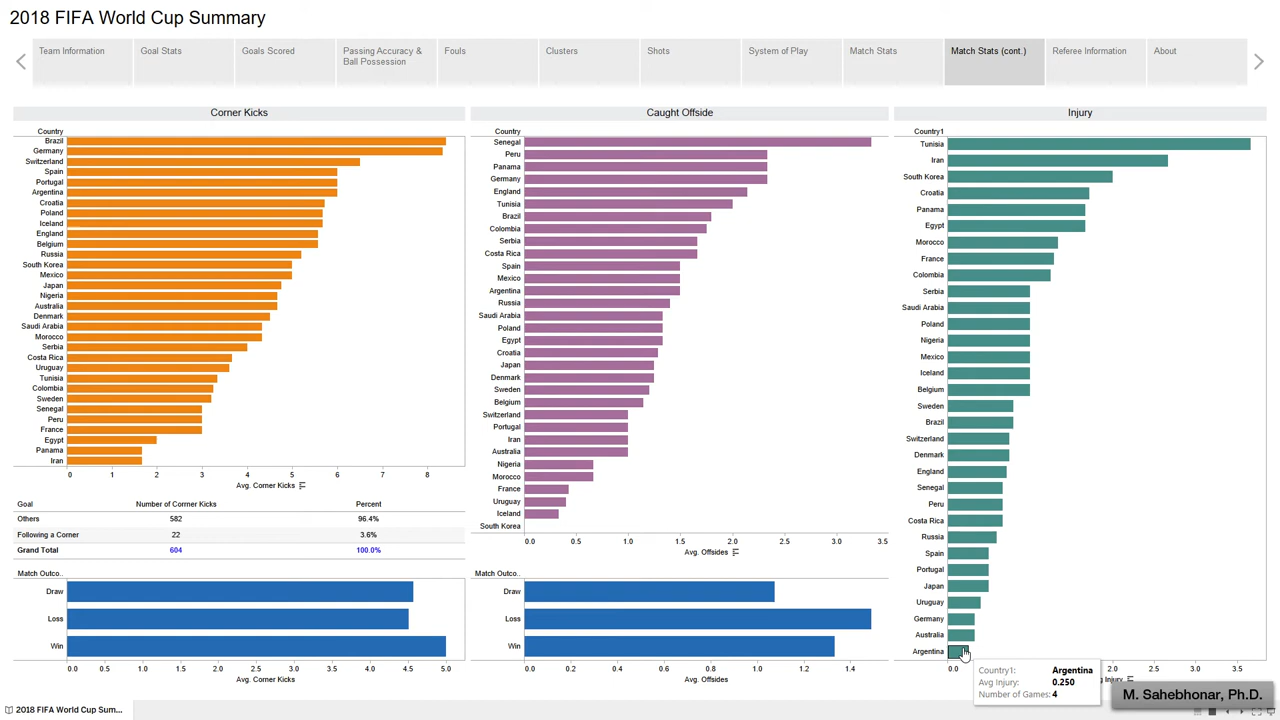 2018 FIFA World Cup Summary
Team Information
Goal Stats
Goals Scored
Passing Accuracy &
Ball Possession
Fouls
Clusters
Shots
System of Play
Match Stats
Match Stats (cont.)
Referee Information
About
Corner Kicks
Country
Brazil
Germany
Switzerland
Spain
Portugal
Argentina
Croatia
Poland
Iceland
England
Belgium
Russia
South Korea
Mexico
Japan
Nigeria
Australia
Denmark
Saudi Arabia
Morocco
Serbia
Costa Rica
Uruguay
Tunisia
Colombia
Sweden
Senegal
Peru
France
Egypt
Panama
Iran
0 1 2 3 4 5 6 7 8
Avg. Corner Kicks
Goal Number of Corrner Kicks Percent
Others 582 96.4%
Following a Corner 22 3.6%
Grand Total 604 100.0%
Match Outco..
Draw
Loss
Win
0.0 0.5 1.0 1.5 2.0 2.5 3.0 3.5 4.0 4.5 5.0
Avg. Corner Kicks
Caught Offside
Country
Senegal
Peru
Panama
Germany
England
Tunisia
Brazil
Colombia
Serbia
Costa Rica
Spain
Mexico
Argentina
Russia
Saudi Arabia
Poland
Egypt
Croatia
Japan
Denmark
Sweden
Belgium
Switzerland
Portugal
Iran
Australia
Nigeria
Morocco
France
Uruguay
Iceland
South Korea
0.0 0.5 1.0 1.5 2.0 2.5 3.0 3.5
Avg. Offsides
Match Outco..
Draw
Loss
Win
0.0 0.2 0.4 0.6 0.8 1.0 1.2 1.4
Avg. Offsides
Injury
Country1
Tunisia
Iran
South Korea
Croatia
Panama
Egypt
Morocco
France
Colombia
Serbia
Saudi Arabia
Poland
Nigeria
Mexico
Iceland
Belgium
Sweden
Brazil
Switzerland
Denmark
England
Senegal
Peru
Costa Rica
Russia
Spain
Portugal
Japan
Uruguay
Germany
Australia
Argentina
0.0 2.0 2.5 3.0 3.5
Injury
Country1: Argentina
Avg Injury: 0.250
Number of Games: 4
M. Sahebhonar, Ph.D.
2018 FIFA World Cup Sum...